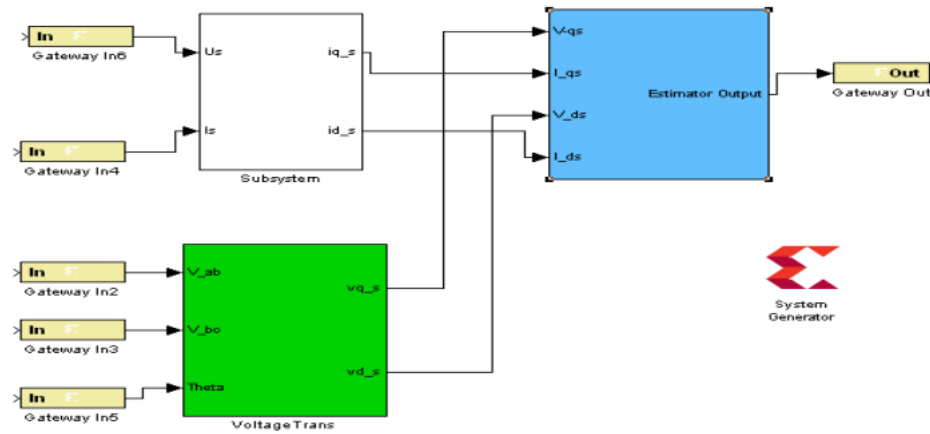 In
Gateway In6
In
Gateway In4
Us
Is
iq_s
id_s
Subsystem
V-qs
I_qs
V_ds
I_ds
Estimator Output
Out
Gateway Out
In
Gateway In2
In
Gateway In3
In
Gateway In5
V_ab
V_bc
Theta
vq_s
vd_s
VoltageTrans
System
Generator